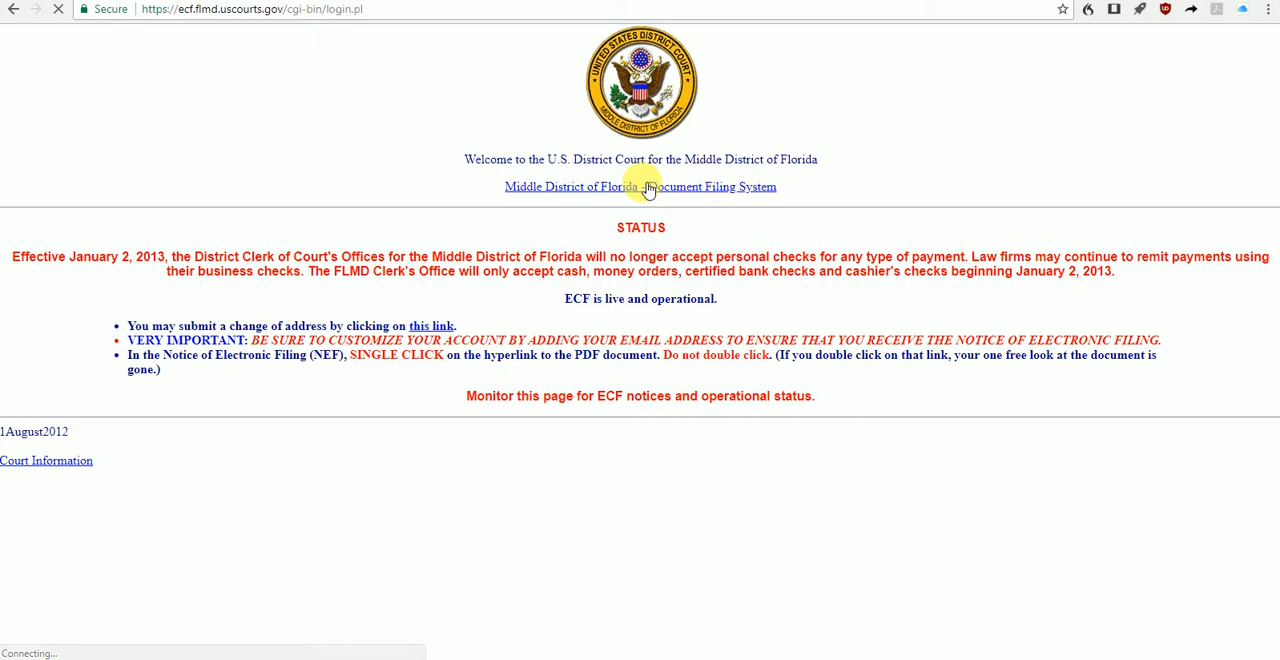 Secure
https://ecf.flmd.uscourts.gov/cgi-bin/login.pl
UNITED STATES DISTRICT COURT
MIDDLE DISTRICT OF FLORIDA
Welcome to the U.S. District Court for the Middle District of Florida
Middle District of Florida - Document Filing System
STATUS
Effective January 2, 2013, the District Clerk of Court's Offices for the Middle District of Florida will no longer accept personal checks for any type of payment. Law firms may continue to remit payments using
their business checks. The FLMD Clerk's Office will only accept cash, money orders, certified bank checks and cashier's checks beginning January 2, 2013.
ECF is live and operational.
• You may submit a change of address by clicking on this link.
• VERY IMPORTANT: BE SURE TO CUSTOMIZE YOUR ACCOUNT BY ADDING YOUR EMAIL ADDRESS TO ENSURE THAT YOU RECEIVE THE NOTICE OF ELECTRONIC FILING.
• In the Notice of Electronic Filing (NEF), SINGLE CLICK on the hyperlink to the PDF document. Do not double click. (If you double click on that link, your one free look at the document is
gone.)
Monitor this page for ECF notices and operational status.
1August2012
Court Information
Connecting...